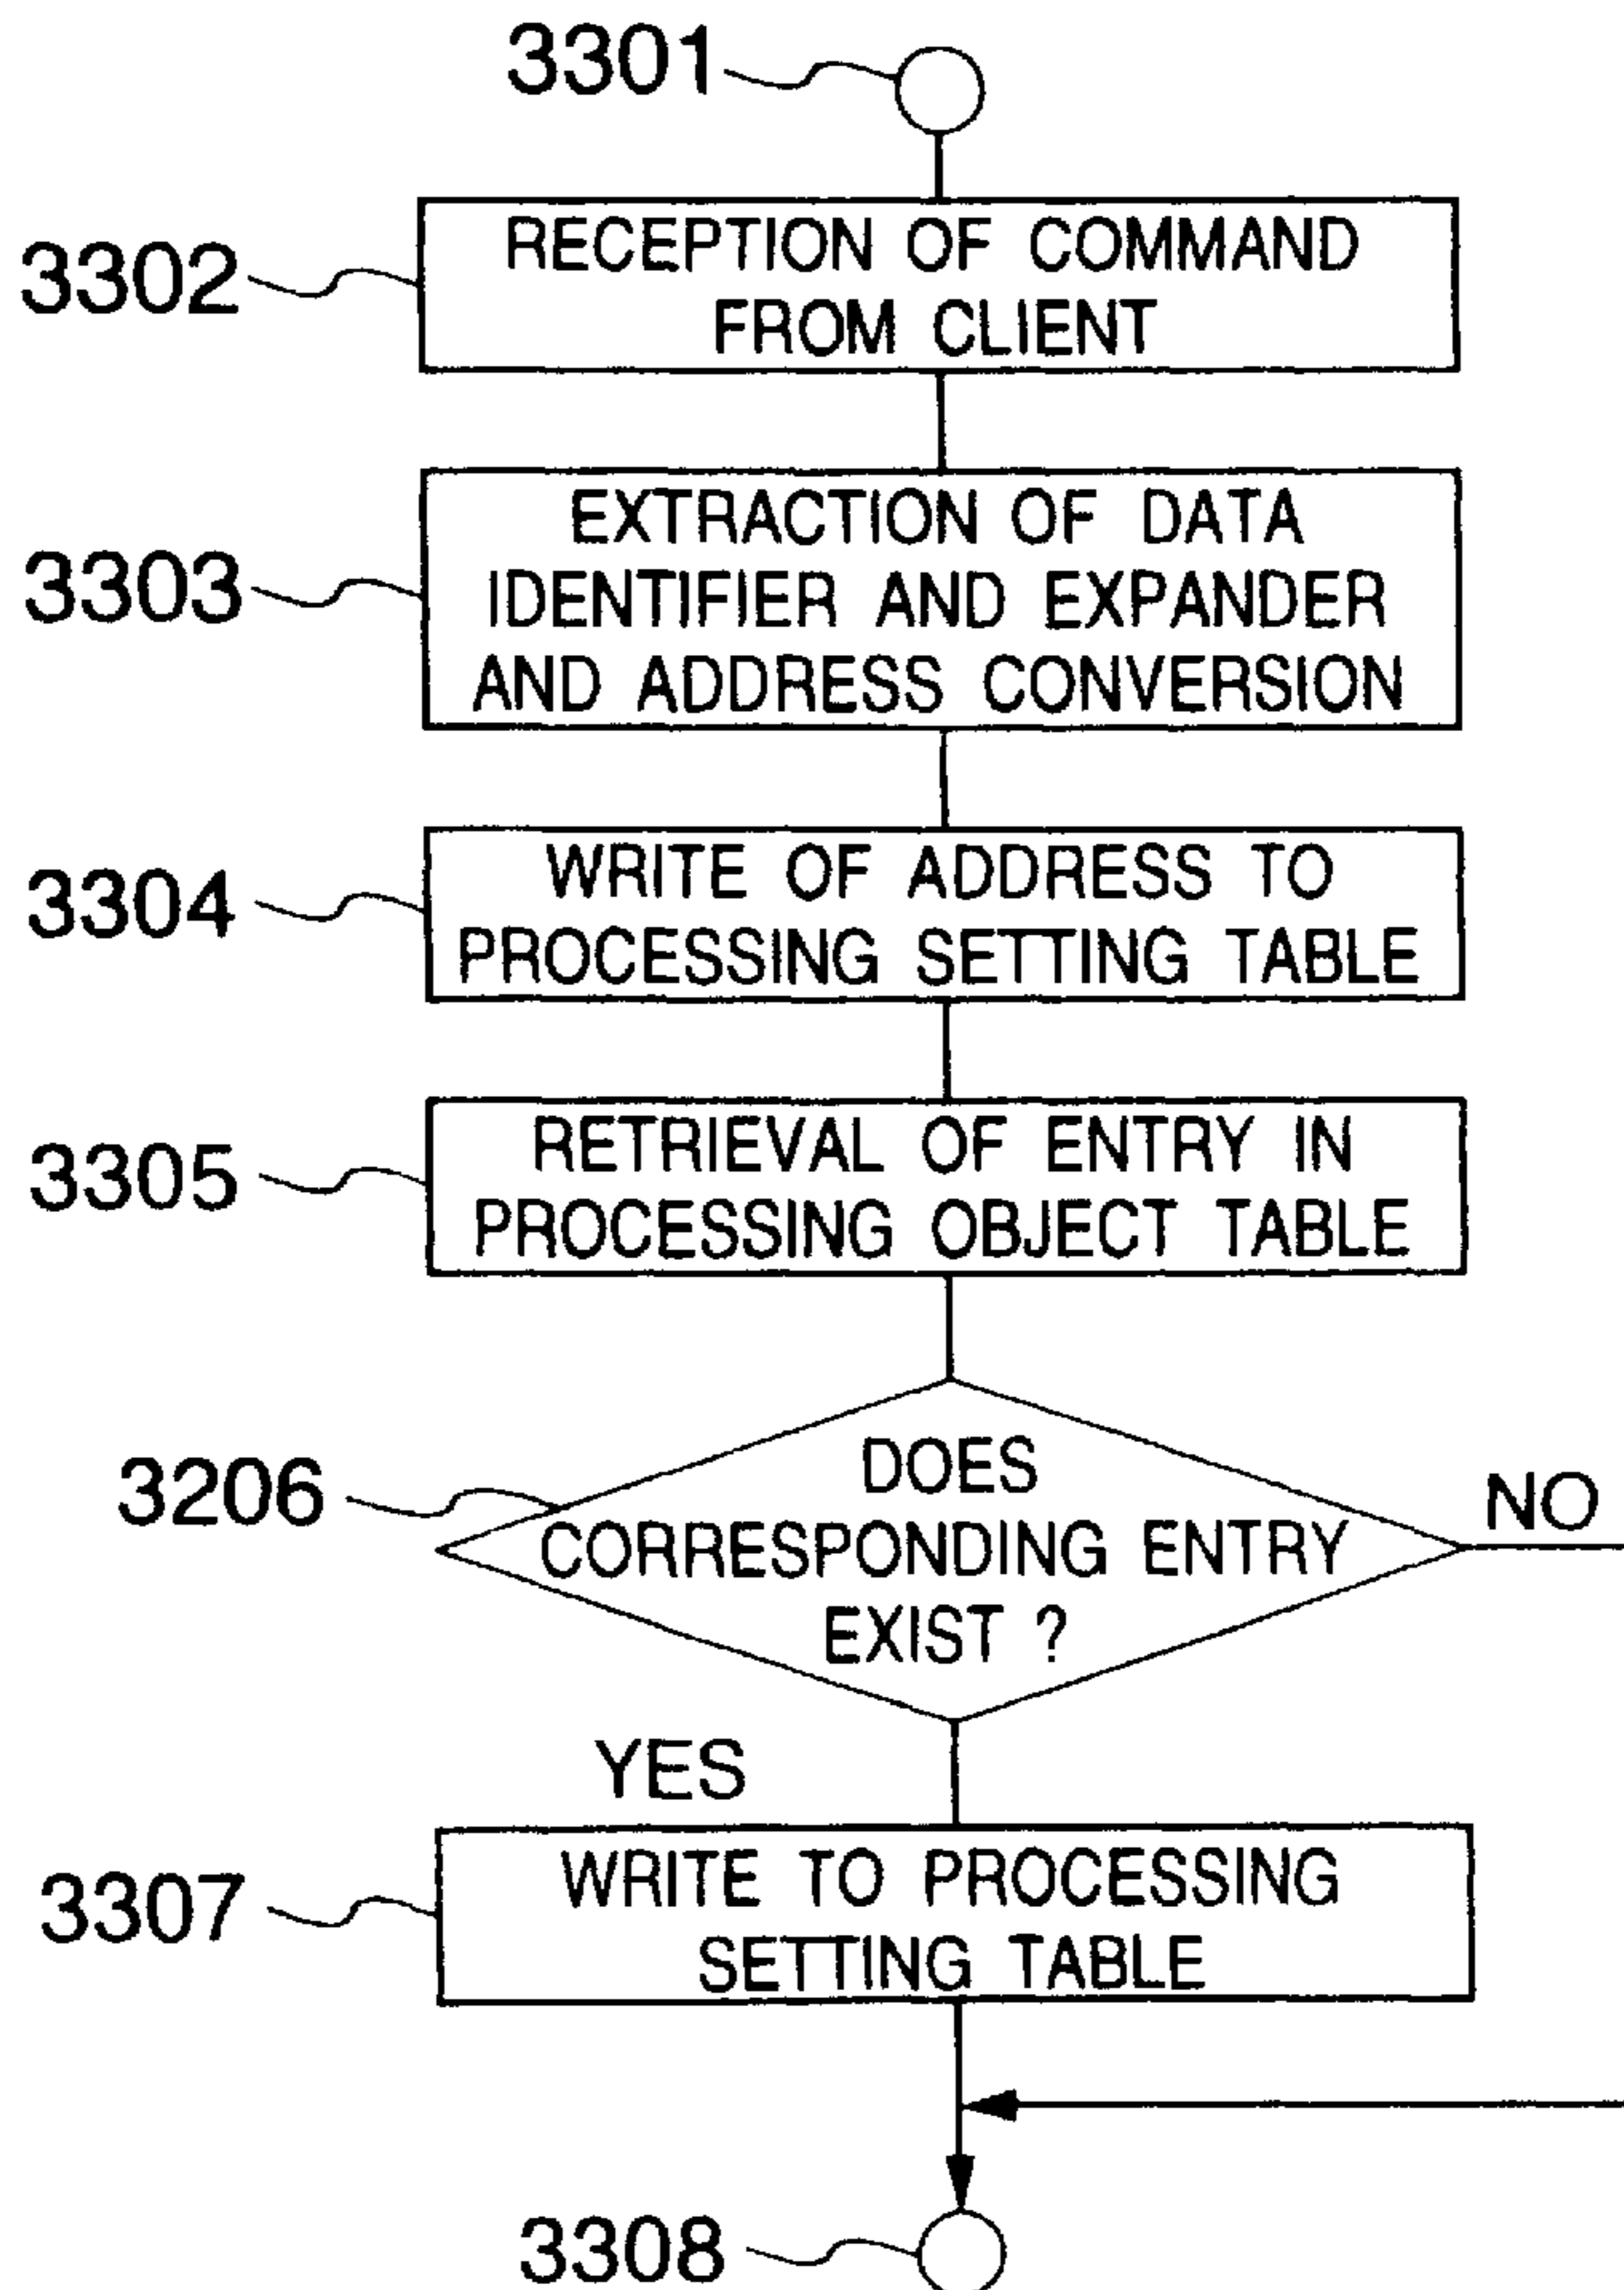 3301
3302
RECEPTION OF COMMAND
FROM CLIENT
3303
EXTRACTION OF DATA
IDENTIFIER AND EXPANDER
AND ADDRESS CONVERSION
3304
WRITE OF ADDRESS TO
PROCESSING SETTING TABLE
3305
RETRIEVAL OF ENTRY IN
PROCESSING OBJECT TABLE
3206
DOES
CORRESPONDING ENTRY
EXIST ?
NO
YES
3307
WRITE TO PROCESSING
SETTING TABLE
3308